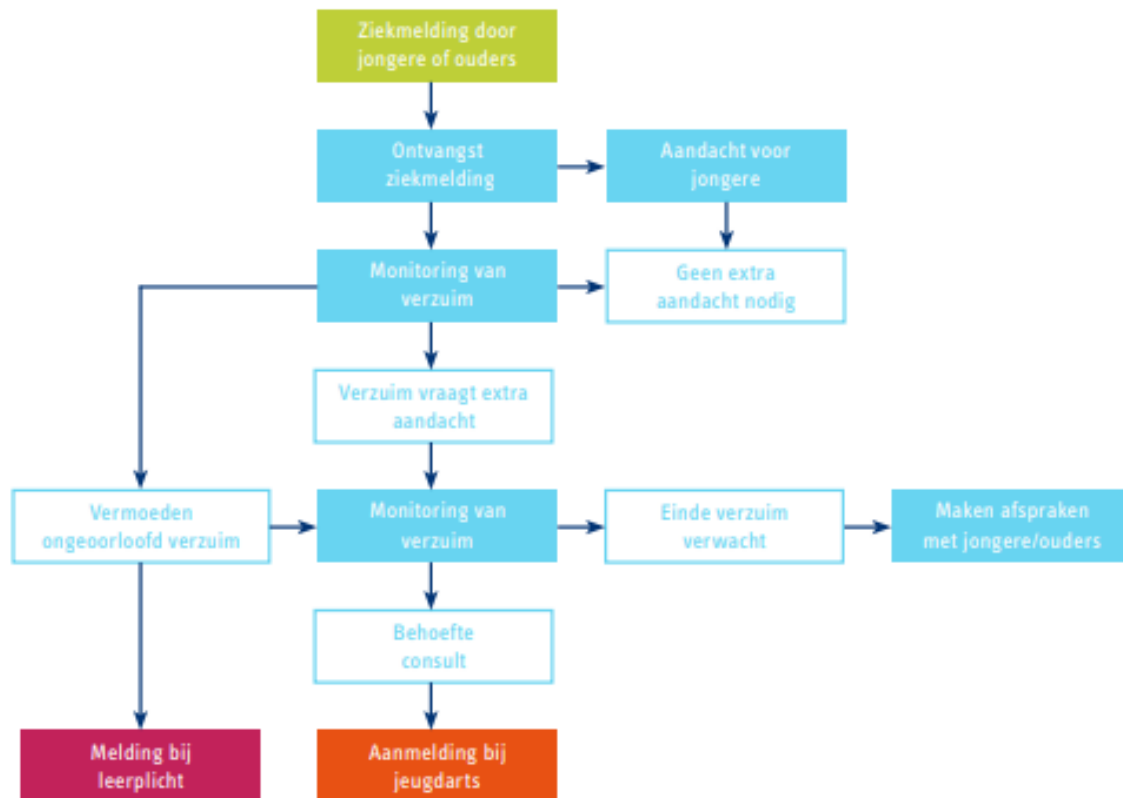 Ziekmelding door
jongere of ouders
Ontvangst
ziekmelding
Aandacht voor
jongere
Monitoring van
verzuim
Geen extra
aandacht nodig
Verzuim vraagt extra
aandacht
Vermoeden
ongeoorloofd verzuim
Monitoring van
verzuim
Einde verzuim
verwacht
Maken afspraken
met jongere/ouders
Behoefte
consult
Melding bij
leerplicht
Aanmelding bij
jeugdarts